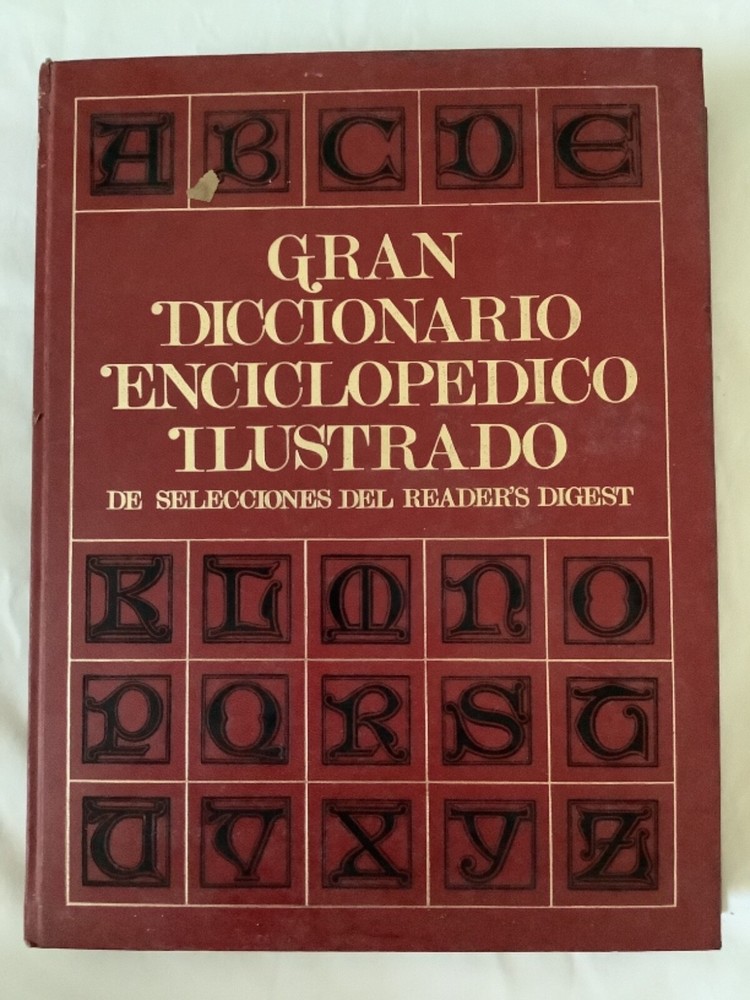 A B C D E
GRAN
DICCIONARIO
ENCICLOPEDICO
ILUSTRADO
DE SELECCIONES DEL READER'S DIGEST
K L M N O
P Q R S T
U V X Y Z